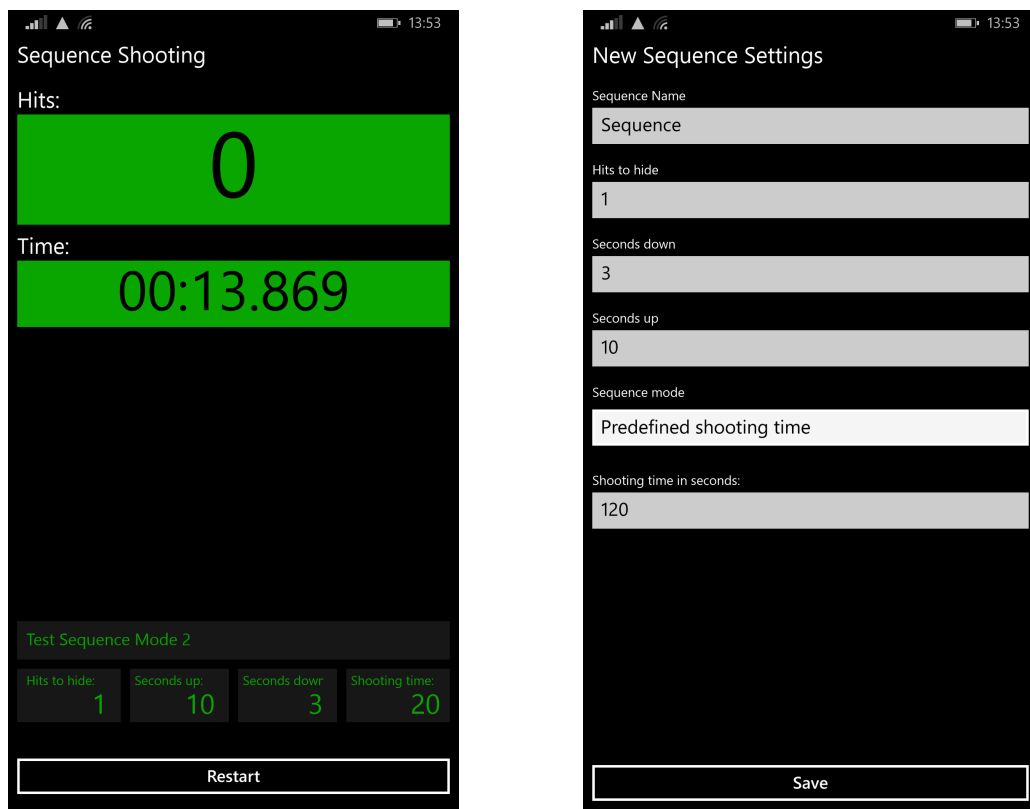 13:53
Sequence Shooting
Hits:
0
Time:
00:13.869
Test Sequence Mode 2
Hits to hide: Seconds up: Seconds dowr Shooting time:
1 10 3 20
Restart
13:53
New Sequence Settings
Sequence Name
Sequence
Hits to hide
1
Seconds down
3
Seconds up
10
Sequence mode
Predefined shooting time
Shooting time in seconds:
120
Save